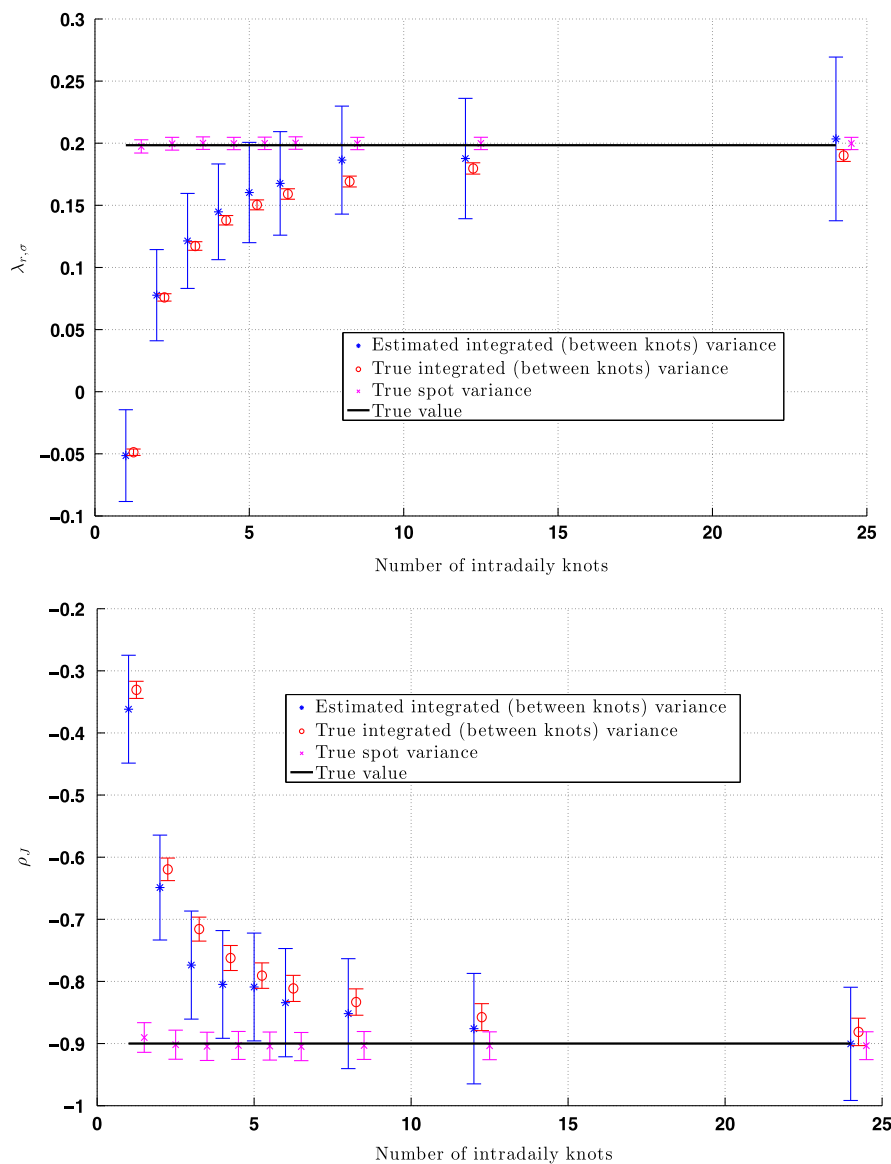 0.3
0.25
0.2
0.15
0.1
0.05
0
−0.05
−0.1
λr,σ
Estimated integrated (between knots) variance
True integrated (between knots) variance
True spot variance
True value
0 5 10 15 20 25
Number of intradaily knots
−0.2
−0.3
−0.4
−0.5
−0.6
−0.7
−0.8
−0.9
−1
ρJ
Estimated integrated (between knots) variance
True integrated (between knots) variance
True spot variance
True value
0 5 10 15 20 25
Number of intradaily knots